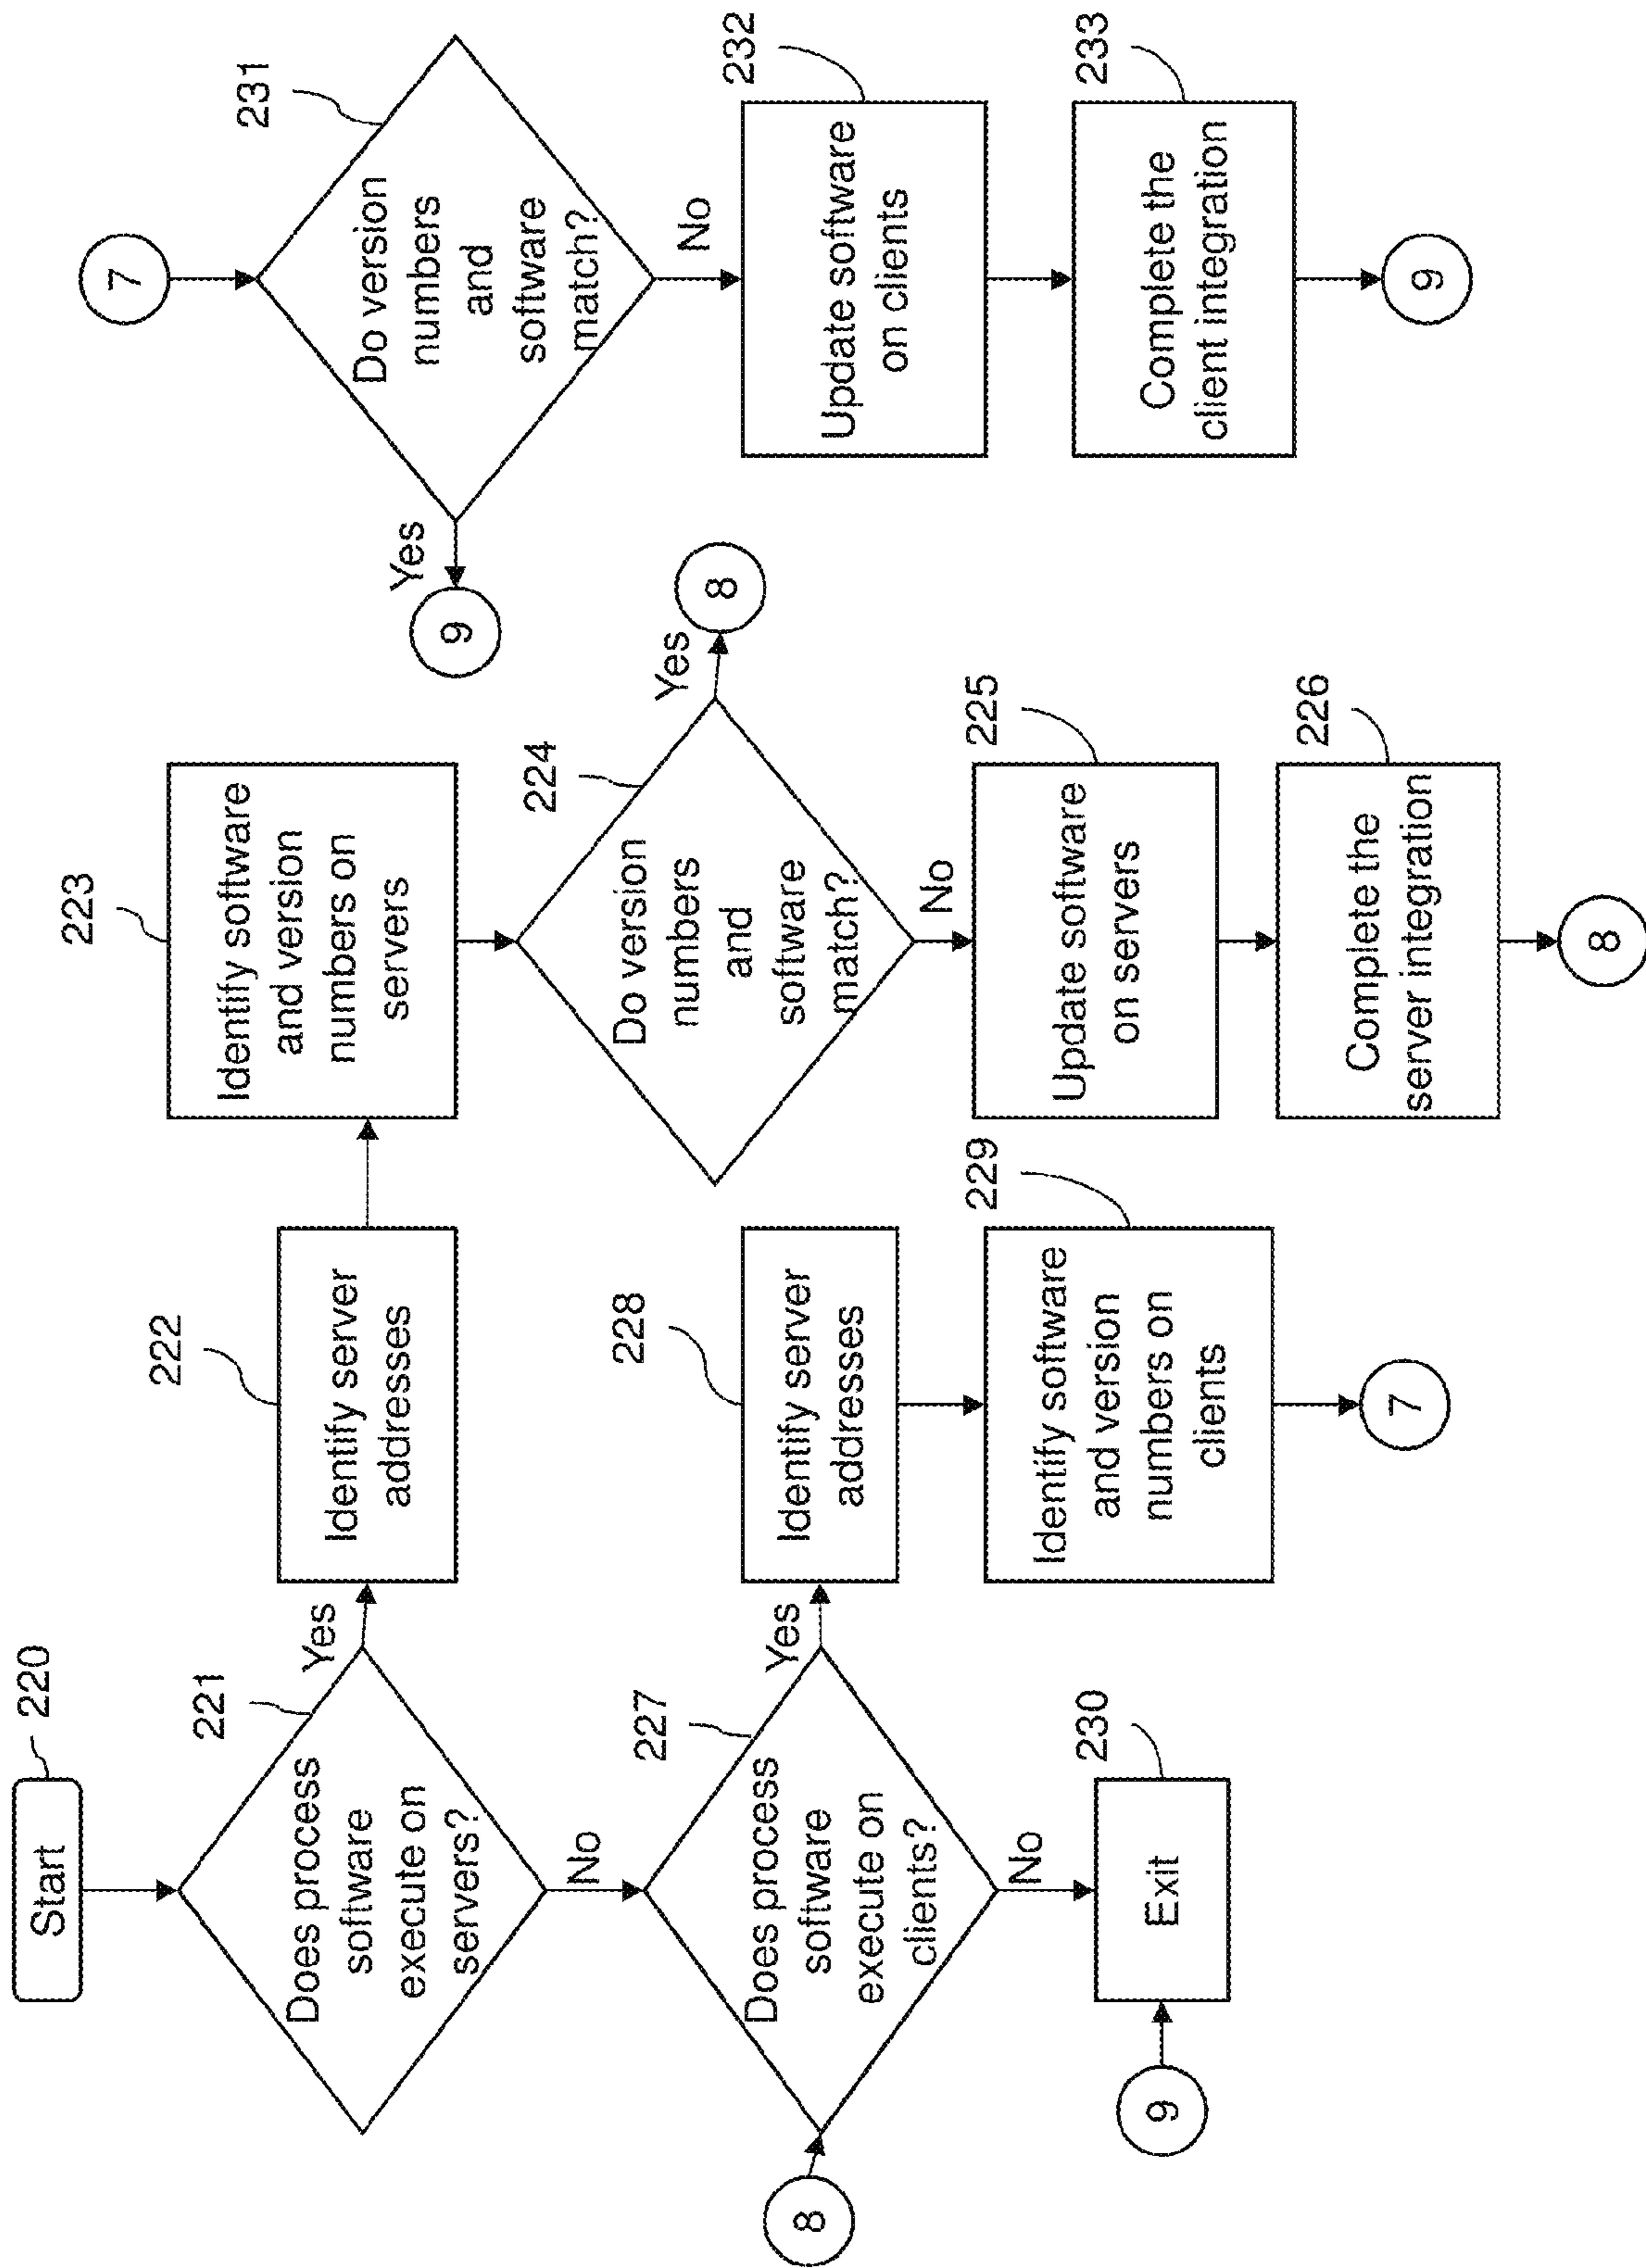 Start
220
Does process
software
execute on
servers?
221
Yes
No
Identify server
addresses
222
Identify software
and version
numbers on
servers
223
Do version
numbers
and
software
match?
224
Yes
8
No
Update software
on servers
225
Complete the
server integration
226
8
8
Does process
software
execute on
clients?
227
Yes
No
Identify server
addresses
228
Identify software
and version
numbers on
clients
229
7
9
Exit
230
7
Do version
numbers
and
software
match?
231
Yes
9
No
Update software
on clients
232
Complete the
client integration
233
9